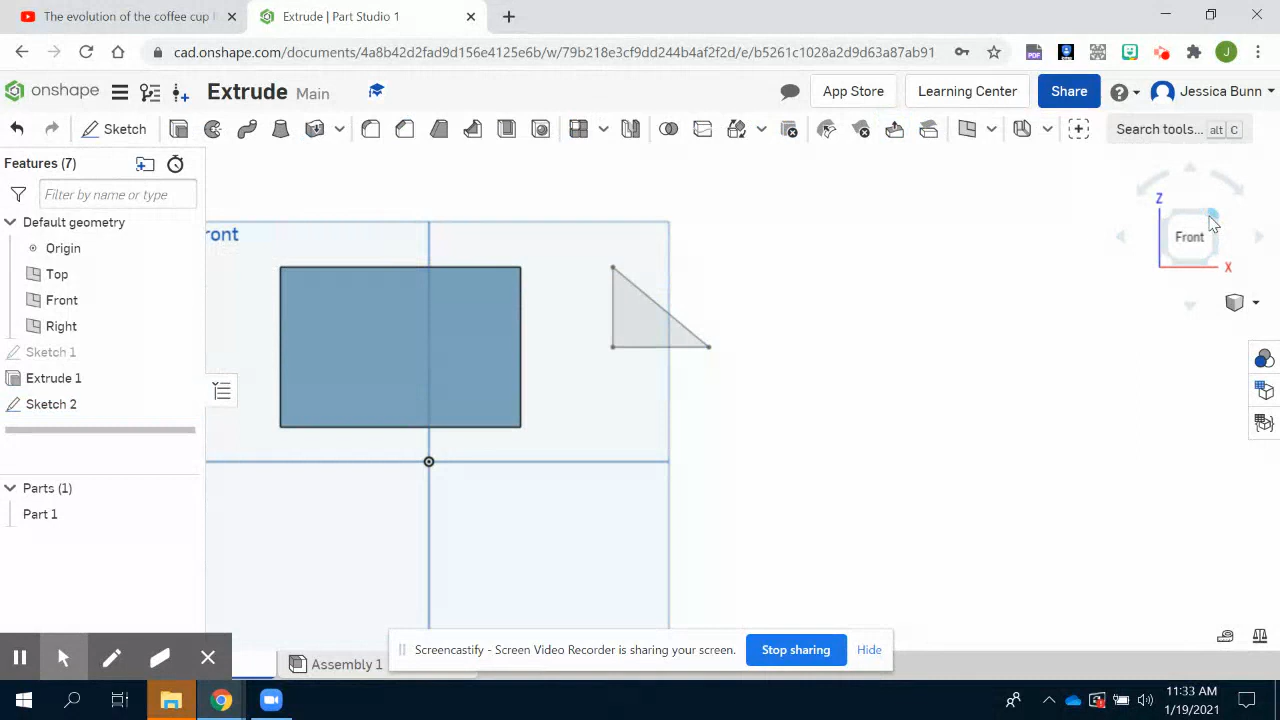 The evolution of the coffee cup
Extrude | Part Studio 1
cad.onshape.com/documents/4a8b42d2fad9d156e4125e6b/w/79b218e3cf9dd244b4af2f2d/e/b5261c1028a2d9d63a87ab91
PDF
J
onshape
Extrude Main
App Store
Learning Center
Share
Jessica Bunn
Sketch
Search tools... alt C
Features (7)
Filter by name or type
Default geometry
Origin
Top
Front
Right
Sketch 1
Extrude 1
Sketch 2
Parts (1)
Part 1
ront
Z
Front
X
Screencastify - Screen Video Recorder is sharing your screen.
Stop sharing
Hide
Assembly 1
11:33 AM
1/19/2021